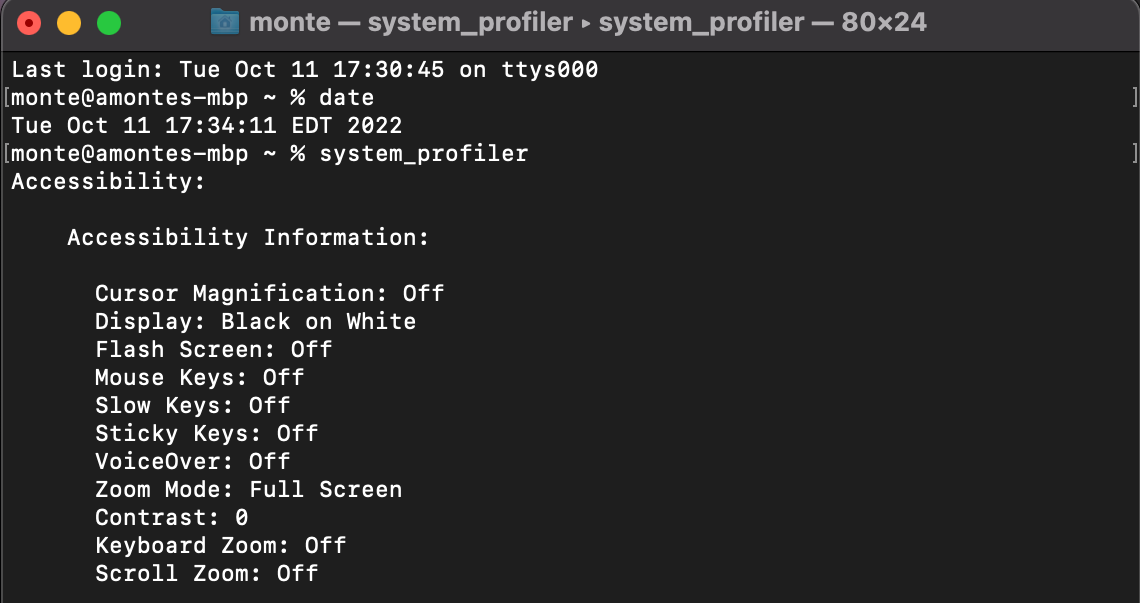 monte — system_profiler ▸ system_profiler — 80×24
Last login: Tue Oct 11 17:30:45 on ttys000
[monte@amontes-mbp ~ % date ]
Tue Oct 11 17:34:11 EDT 2022
[monte@amontes-mbp ~ % system_profiler ]
Accessibility:
Accessibility Information:
Cursor Magnification: Off
Display: Black on White
Flash Screen: Off
Mouse Keys: Off
Slow Keys: Off
Sticky Keys: Off
VoiceOver: Off
Zoom Mode: Full Screen
Contrast: 0
Keyboard Zoom: Off
Scroll Zoom: Off